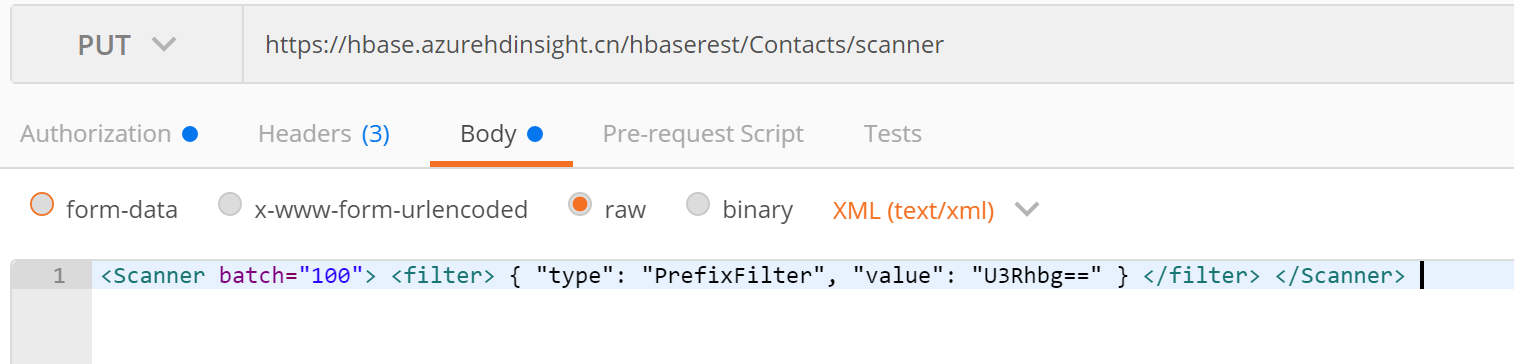 PUT https://hbase.azurehdinsight.cn/hbaserest/Contacts/scanner
Authorization Headers (3) Body Pre-request Script Tests
form-data x-www-form-urlencoded raw binary XML (text/xml)
1 <Scanner batch="100"> <filter> { "type": "PrefixFilter", "value": "U3Rhbg==" } </filter> </Scanner>